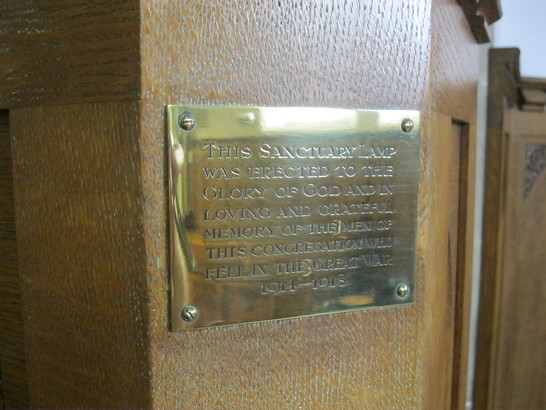 THIS SANCTUARY LAMP
WAS ERECTED TO THE
GLORY OF GOD AND IN
LOVING AND GRATEFUL
MEMORY OF THE MEN OF
THIS CONGREGATION WHO
FELL IN THE GREAT WAR
1914-1918